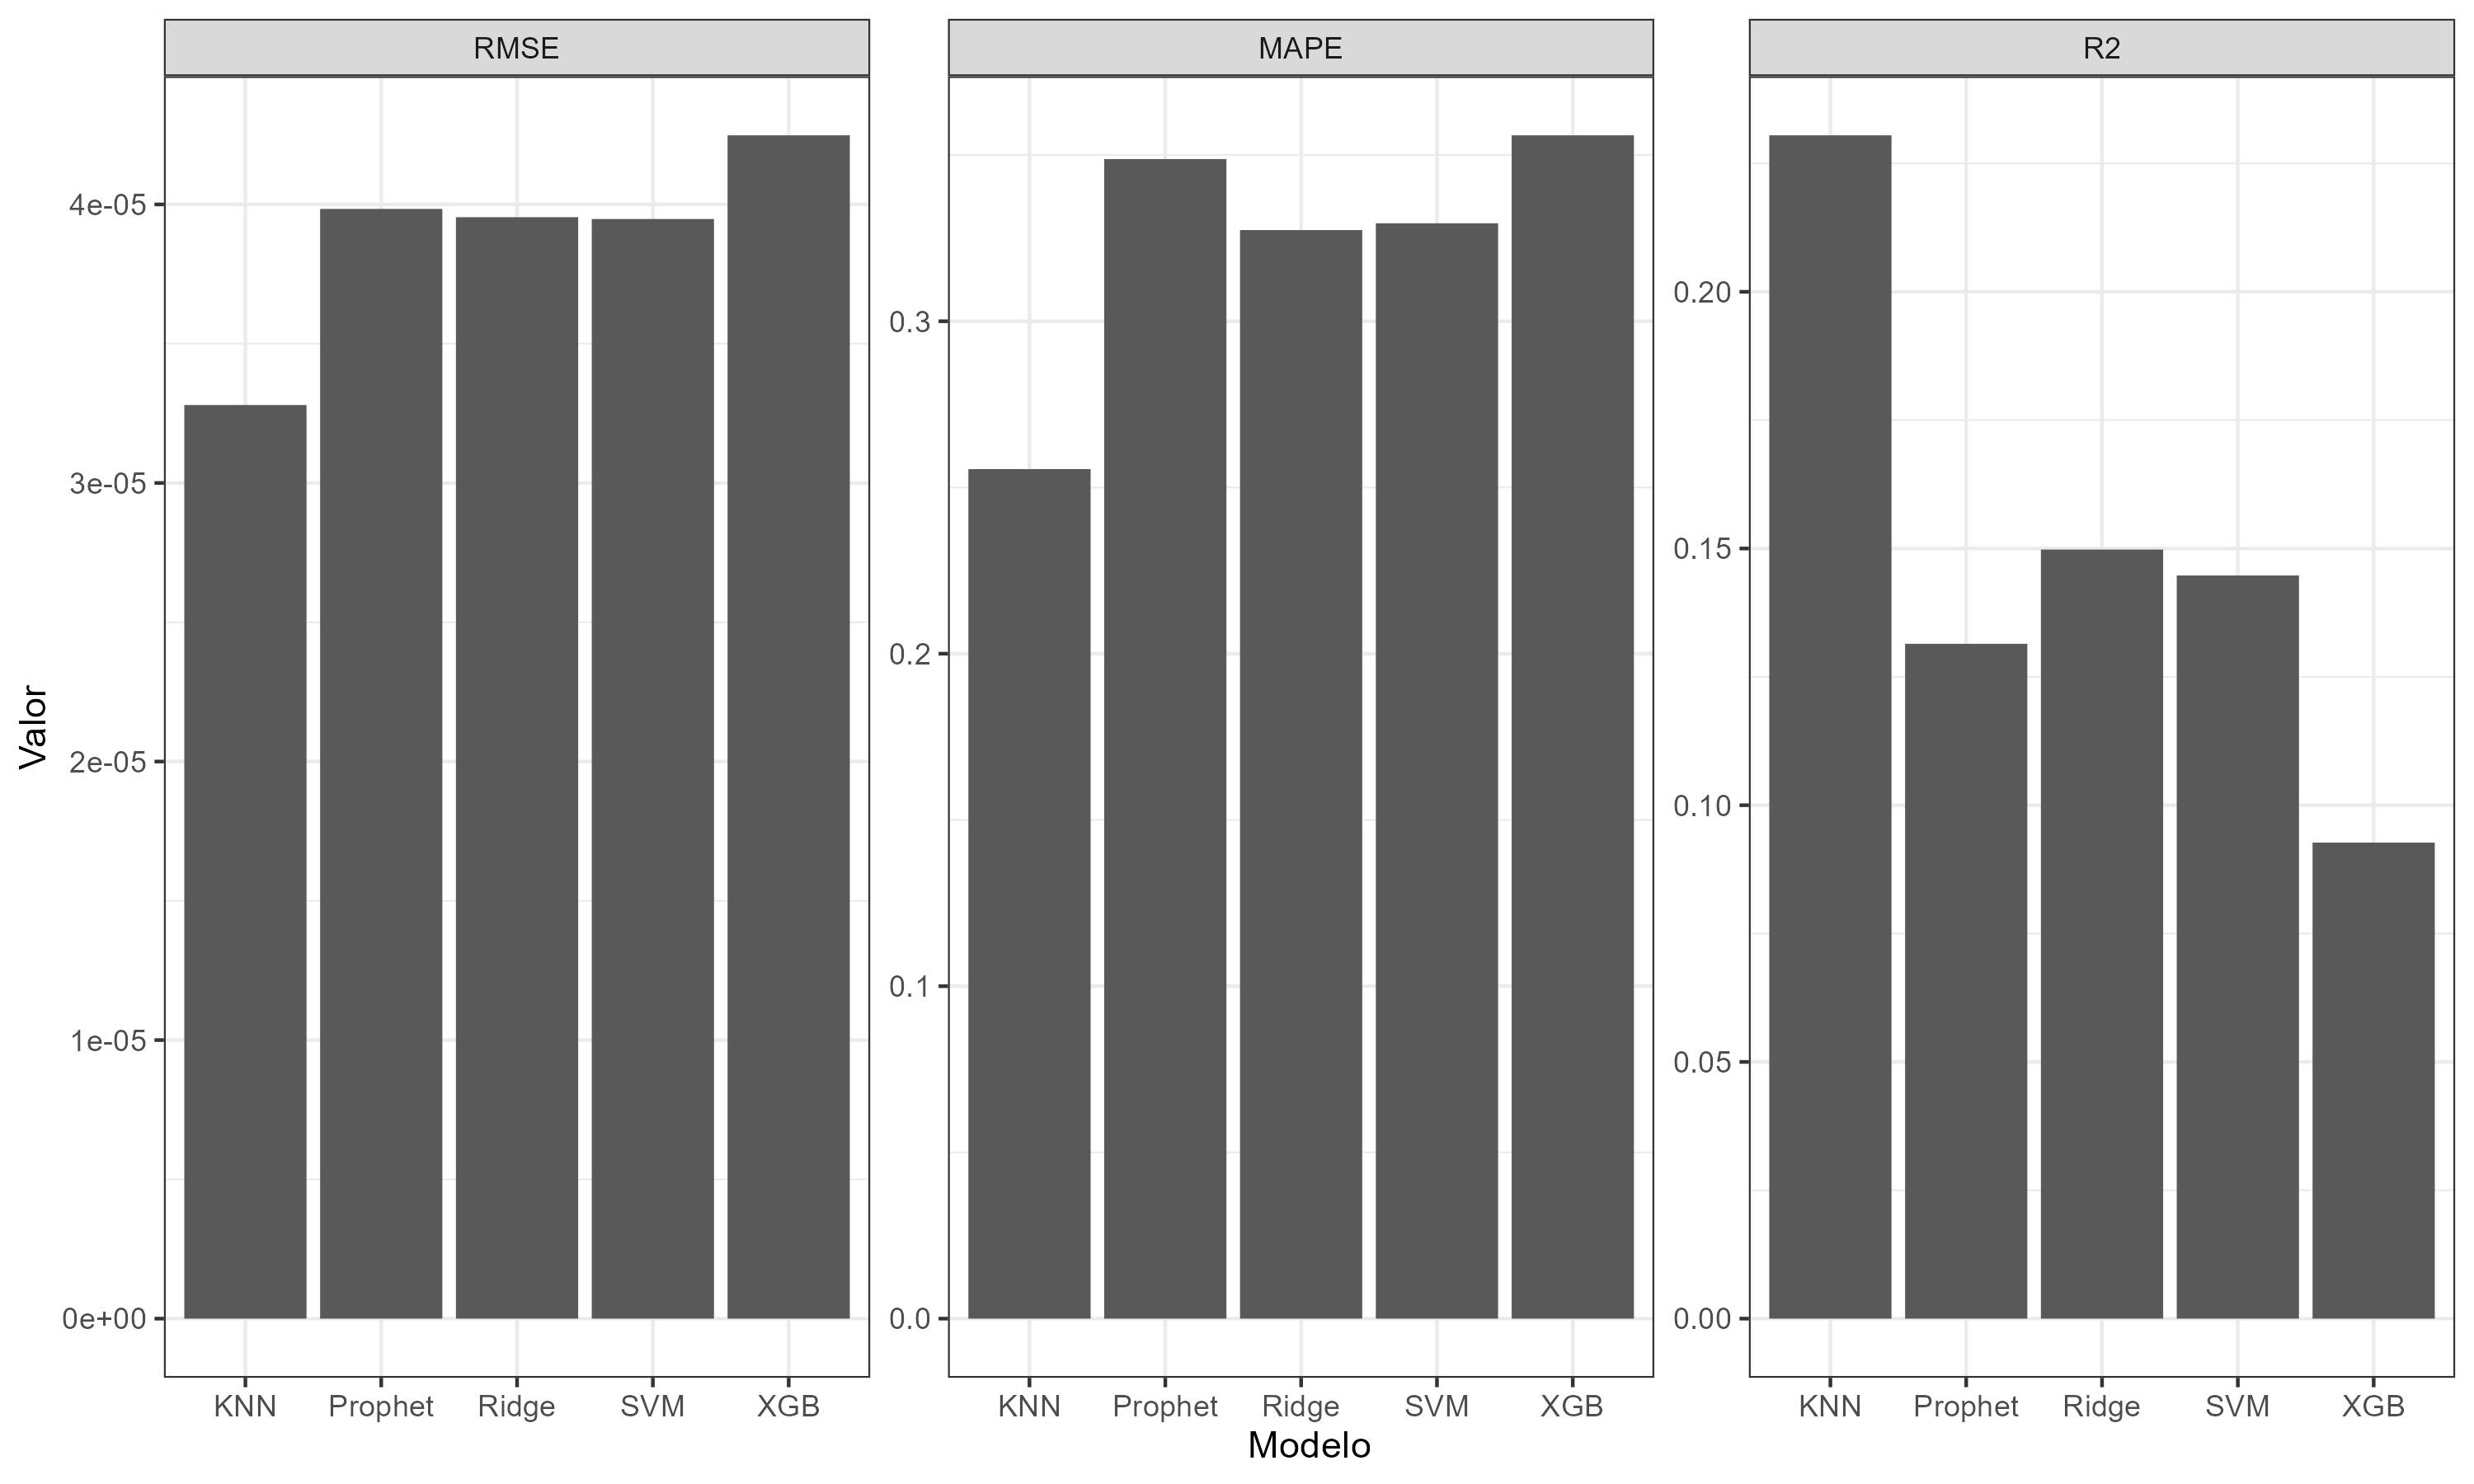 RMSE MAPE R2
Valor
4e-05
3e-05
2e-05
1e-05
0e+00
0.3
0.2
0.1
0.0
0.20
0.15
0.10
0.05
0.00
KNN Prophet Ridge SVM XGB
KNN Prophet Ridge SVM XGB
KNN Prophet Ridge SVM XGB
Modelo